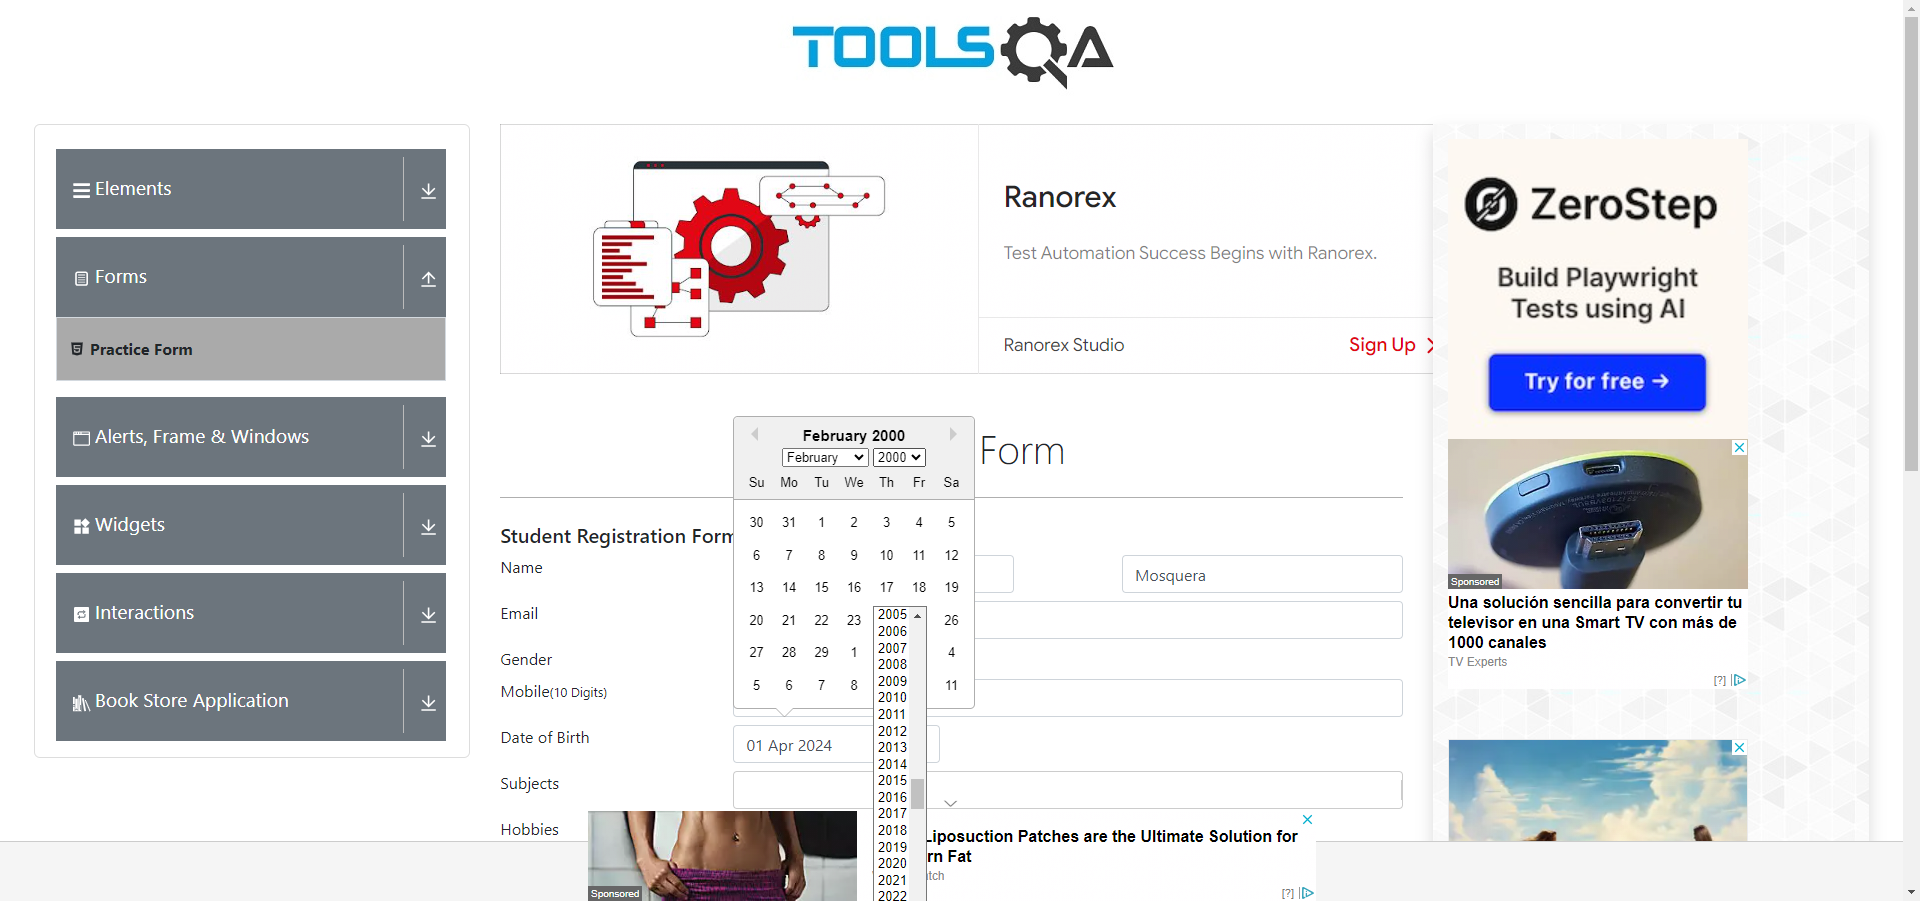 TOOLSQA
Elements
Forms
Practice Form
Alerts, Frame & Windows
Widgets
Interactions
Book Store Application
Ranorex
Test Automation Success Begins with Ranorex.
Ranorex Studio
Sign Up
ZeroStep
Build Playwright
Tests using AI
Try for free →
Form
February 2000
February 2000
Su Mo Tu We Th Fr Sa
30 31 1 2 3 4 5
6 7 8 9 10 11 12
13 14 15 16 17 18 19
20 21 22 23 26
27 28 29 1 4
5 6 7 8 11
2005
2006
2007
2008
2009
2010
2011
2012
2013
2014
2015
2016
2017
2018
2019
2020
2021
2022
Student Registration Form
Name
Mosquera
Email
Gender
Mobile(10 Digits)
Date of Birth
01 Apr 2024
Subjects
Hobbies
Sponsored
Liposuction Patches are the Ultimate Solution for
rn Fat
tch
[?]
Sponsored
Una solución sencilla para convertir tu
televisor en una Smart TV con más de
1000 canales
TV Experts
[?]